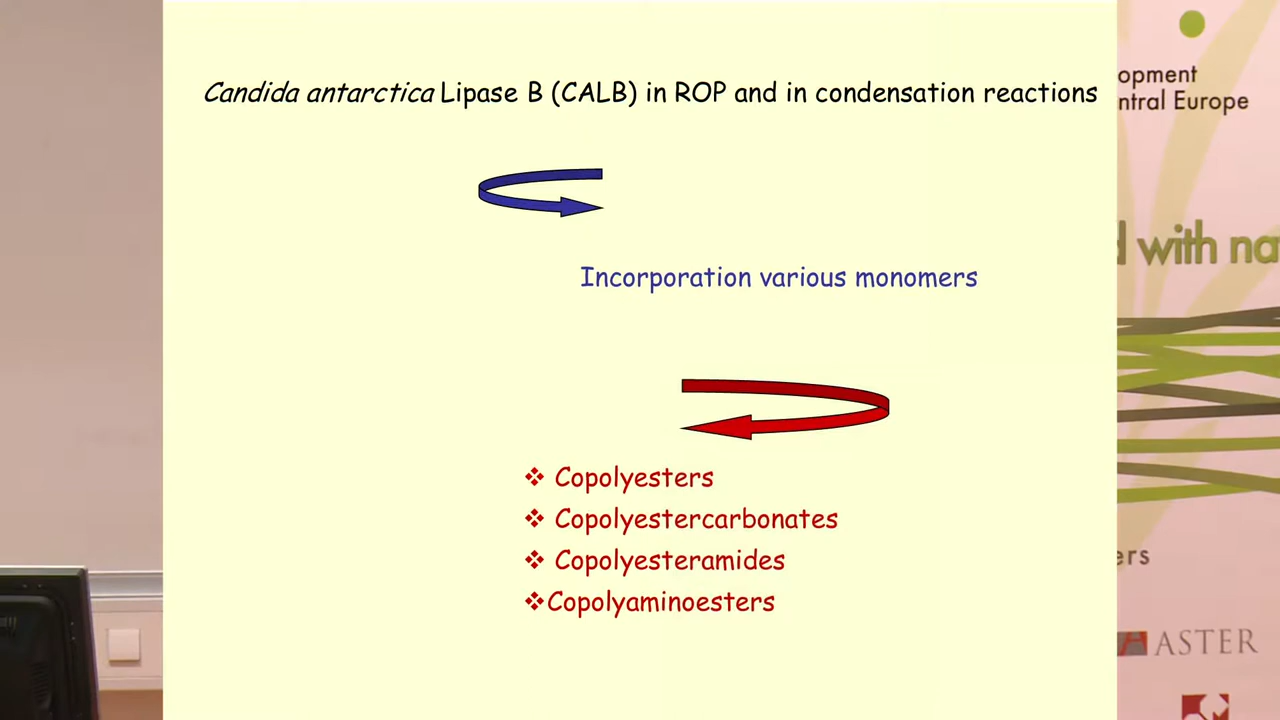 Candida antarctica Lipase B (CALB) in ROP and in condensation reactions
Incorporation various monomers
❖ Copolyesters
❖ Copolyestercarbonates
❖ Copolyesteramides
❖Copolyaminoesters
opment
ntral Europe
d with na
ers
ASTER